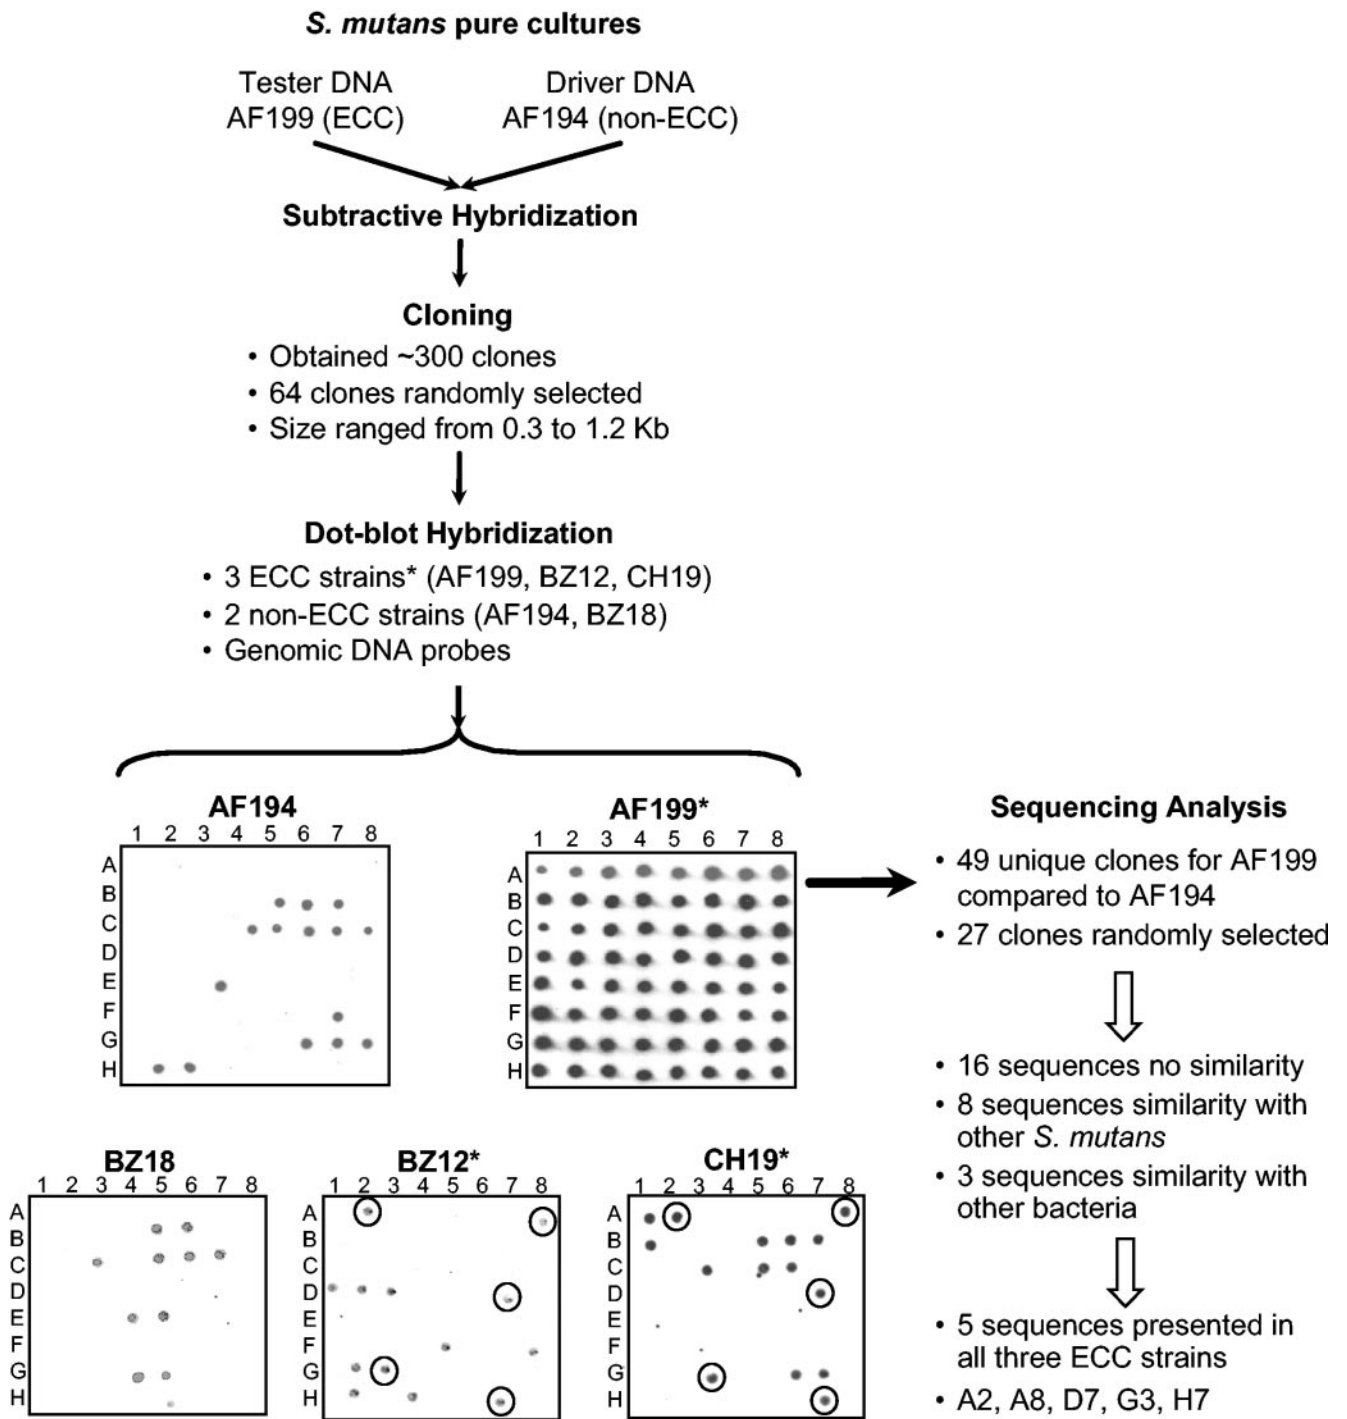 S. mutans pure cultures
Tester DNA
AF199 (ECC)
Driver DNA
AF194 (non-ECC)
Subtractive Hybridization
Cloning
• Obtained ~300 clones
• 64 clones randomly selected
• Size ranged from 0.3 to 1.2 Kb
Dot-blot Hybridization
• 3 ECC strains* (AF199, BZ12, CH19)
• 2 non-ECC strains (AF194, BZ18)
• Genomic DNA probes
AF194
1 2 3 4 5 6 7 8
A
B
C
D
E
F
G
H
AF199*
1 2 3 4 5 6 7 8
A
B
C
D
E
F
G
H
Sequencing Analysis
• 49 unique clones for AF199
compared to AF194
• 27 clones randomly selected
• 16 sequences no similarity
• 8 sequences similarity with
other S. mutans
• 3 sequences similarity with
other bacteria
• 5 sequences presented in
all three ECC strains
• A2, A8, D7, G3, H7
BZ18
1 2 3 4 5 6 7 8
A
B
C
D
E
F
G
H
BZ12*
1 2 3 4 5 6 7 8
A
B
C
D
E
F
G
H
CH19*
1 2 3 4 5 6 7 8
A
B
C
D
E
F
G
H